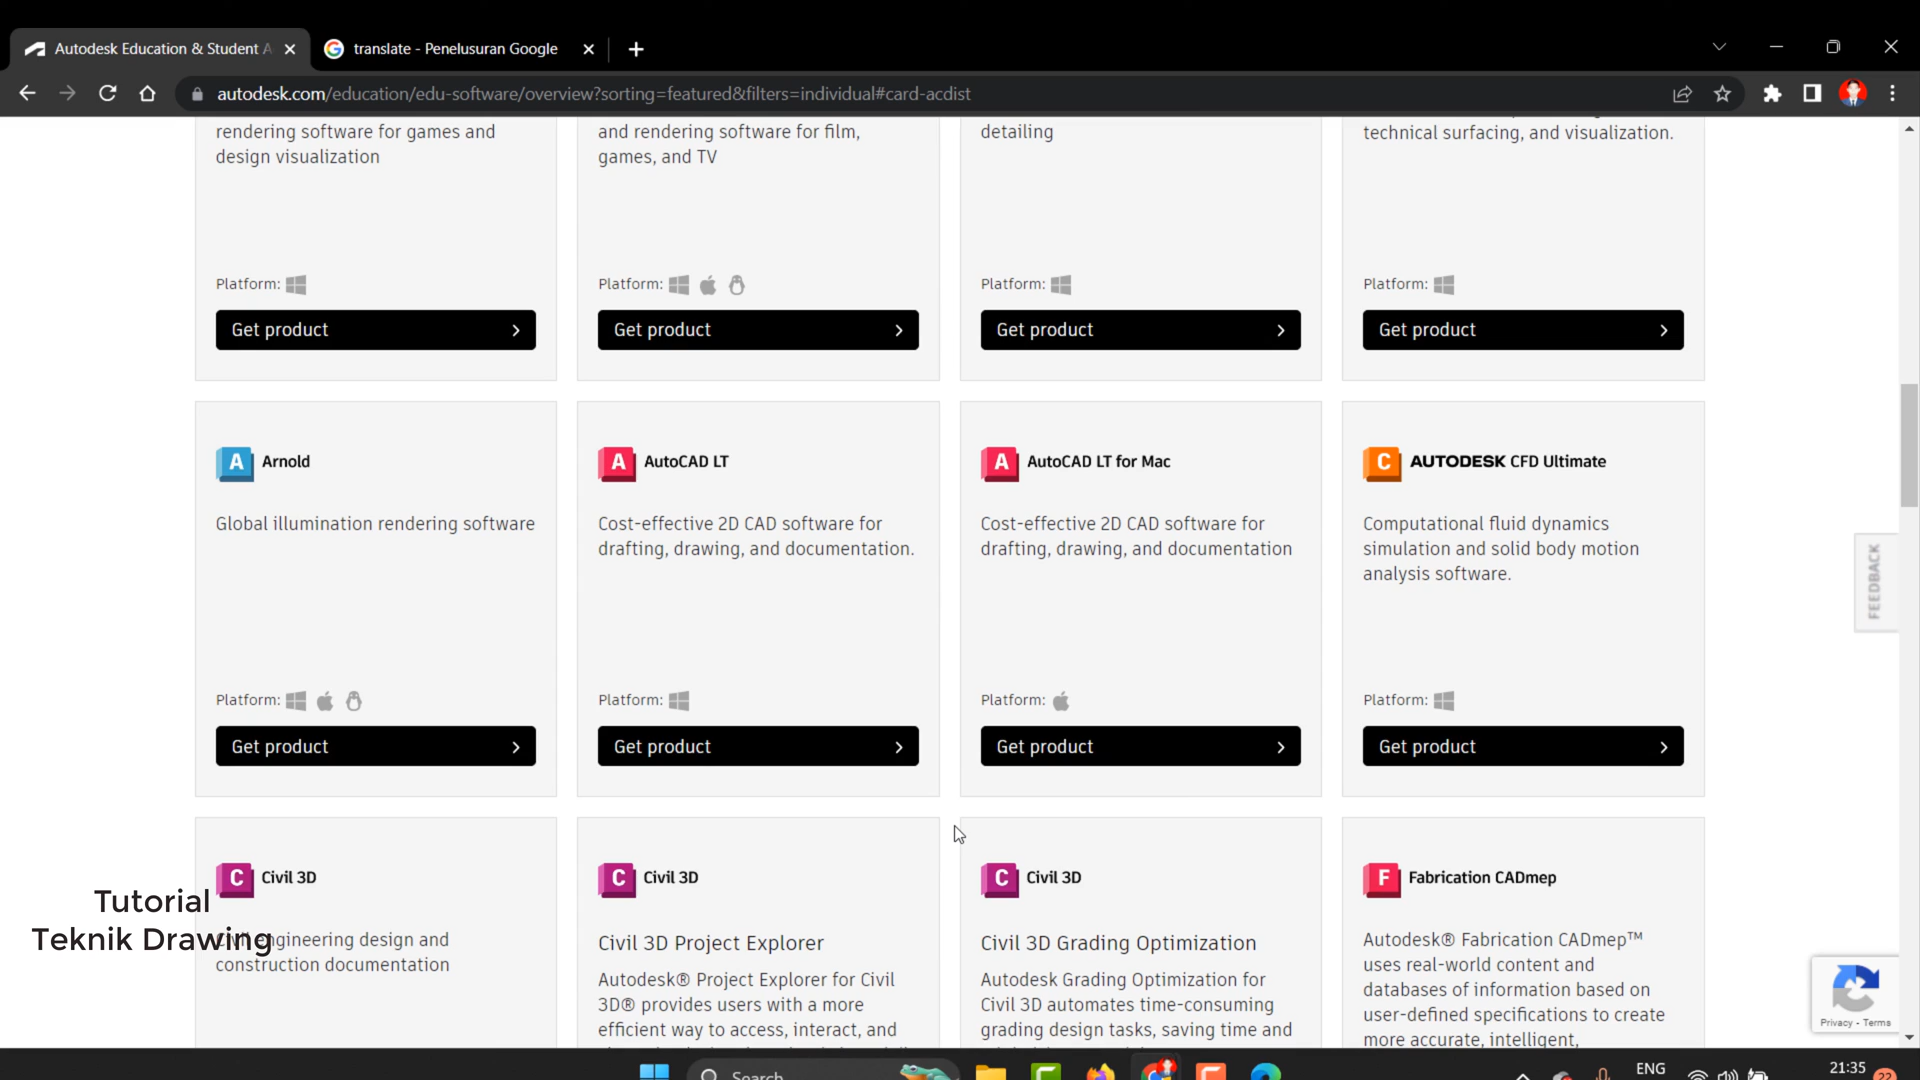 Autodesk Education & Student A
translate - Penelusuran Google
autodesk.com/education/edu-software/overview?sorting=featured&filters=individual#card-acdist
rendering software for games and
design visualization
Platform:
Get product
and rendering software for film,
games, and TV
Platform:
Get product
detailing
Platform:
Get product
technical surfacing, and visualization.
Platform:
Get product
A Arnold
Global illumination rendering software
Platform:
Get product
A AutoCAD LT
Cost-effective 2D CAD software for
drafting, drawing, and documentation.
Platform:
Get product
A AutoCAD LT for Mac
Cost-effective 2D CAD software for
drafting, drawing, and documentation
Platform:
Get product
C AUTODESK CFD Ultimate
Computational fluid dynamics
simulation and solid body motion
analysis software.
Platform:
Get product
FEEDBACK
C Civil 3D
Civil engineering design and
construction documentation
C Civil 3D
Civil 3D Project Explorer
Autodesk® Project Explorer for Civil
3D® provides users with a more
efficient way to access, interact, and
C Civil 3D
Civil 3D Grading Optimization
Autodesk Grading Optimization for
Civil 3D automates time-consuming
grading design tasks, saving time and
F Fabrication CADmep
Autodesk® Fabrication CADmep™
uses real-world content and
databases of information based on
user-defined specifications to create
more accurate, intelligent,
Tutorial
Teknik Drawing
Privacy - Terms
Search
ENG
21:35
22